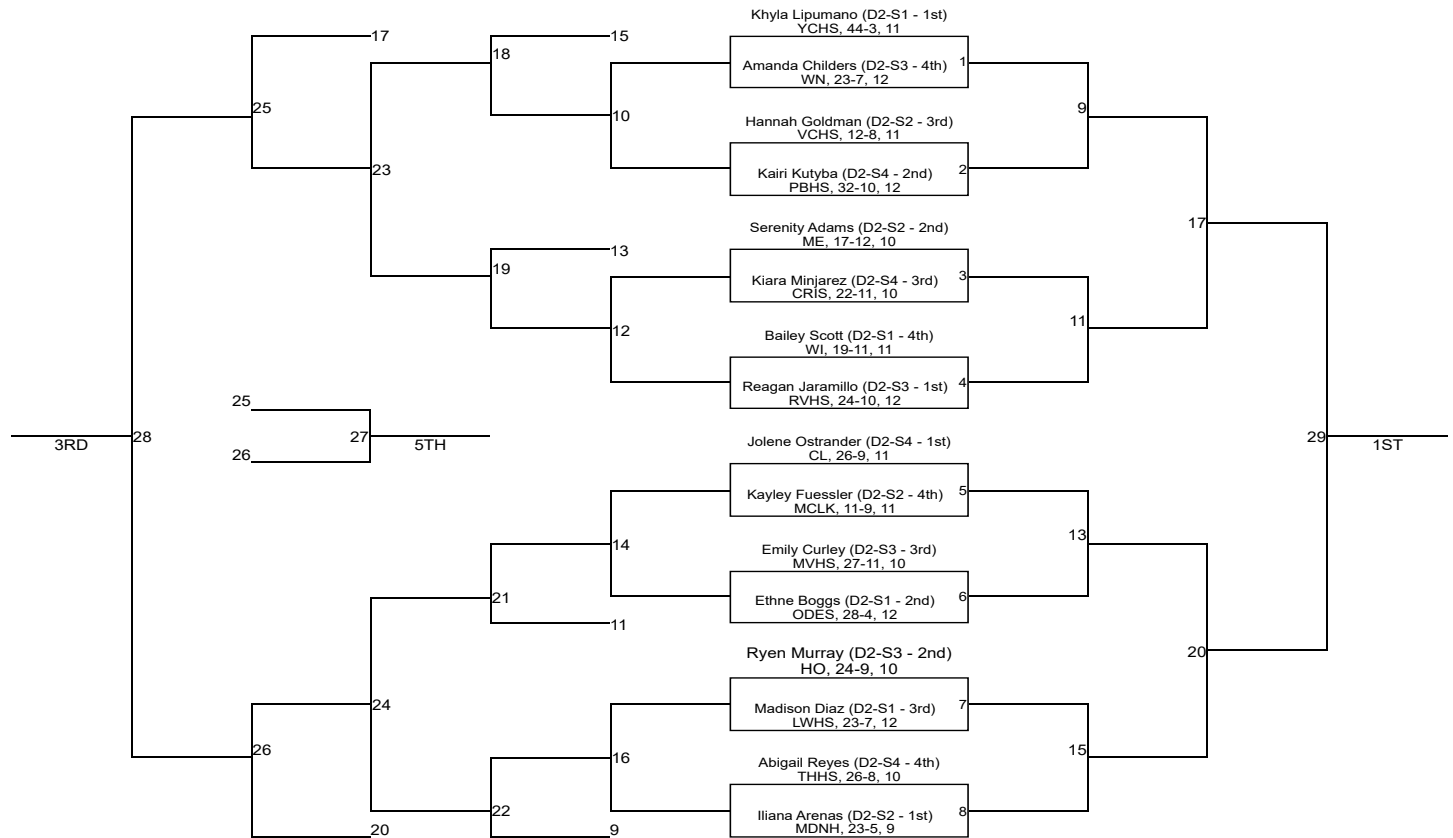 Khyla Lipumano (D2-S1 - 1st)
YCHS, 44-3, 11
17
15
18
Amanda Childers (D2-S3 - 4th)
1
WN, 23-7, 12
25
10
9
Hannah Goldman (D2-S2 - 3rd)
VCHS, 12-8, 11
23
Kairi Kutyba (D2-S4 - 2nd)
2
PBHS, 32-10, 12
Serenity Adams (D2-S2 - 2nd)
ME, 17-12, 10
17
13
19
Kiara Minjarez (D2-S4 - 3rd)
3
CRIS, 22-11, 10
12
11
Bailey Scott (D2-S1 - 4th)
WI, 19-11, 11
Reagan Jaramillo (D2-S3 - 1st)
4
RVHS, 24-10, 12
25
3RD
28
27
5TH
29
1ST
26
Jolene Ostrander (D2-S4 - 1st)
CL, 26-9, 11
Kayley Fuessler (D2-S2 - 4th)
5
MCLK, 11-9, 11
14
13
Emily Curley (D2-S3 - 3rd)
MVHS, 27-11, 10
21
Ethne Boggs (D2-S1 - 2nd)
6
ODES, 28-4, 12
11
Ryen Murray (D2-S3 - 2nd)
HO, 24-9, 10
20
24
Madison Diaz (D2-S1 - 3rd)
7
LWHS, 23-7, 12
26
16
15
Abigail Reyes (D2-S4 - 4th)
THHS, 26-8, 10
22
Iliana Arenas (D2-S2 - 1st)
8
MDNH, 23-5, 9
20
9